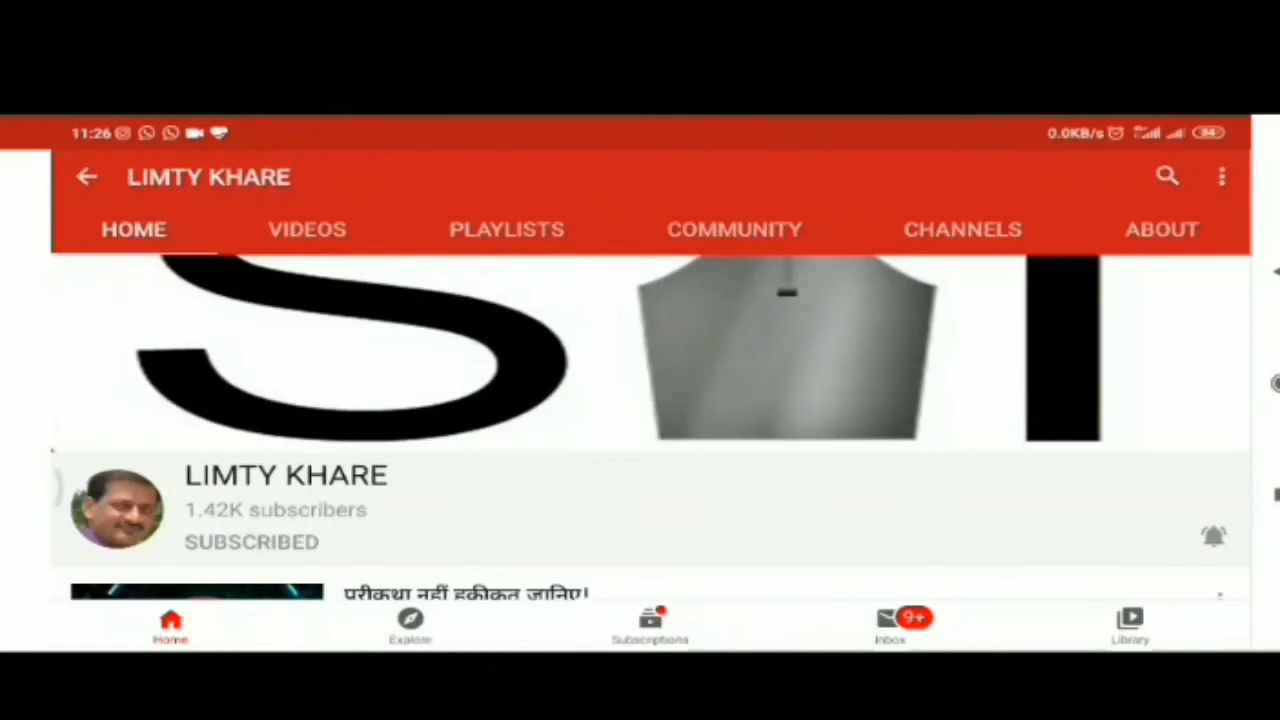 11:26 0.0KB/s 84
LIMTY KHARE
HOME VIDEOS PLAYLISTS COMMUNITY CHANNELS ABOUT
S I
LIMTY KHARE
1.42K subscribers
SUBSCRIBED
परीकथा नहीं हकीकत जानिए!
9+
Home Explore Subscriptions Inbox Library